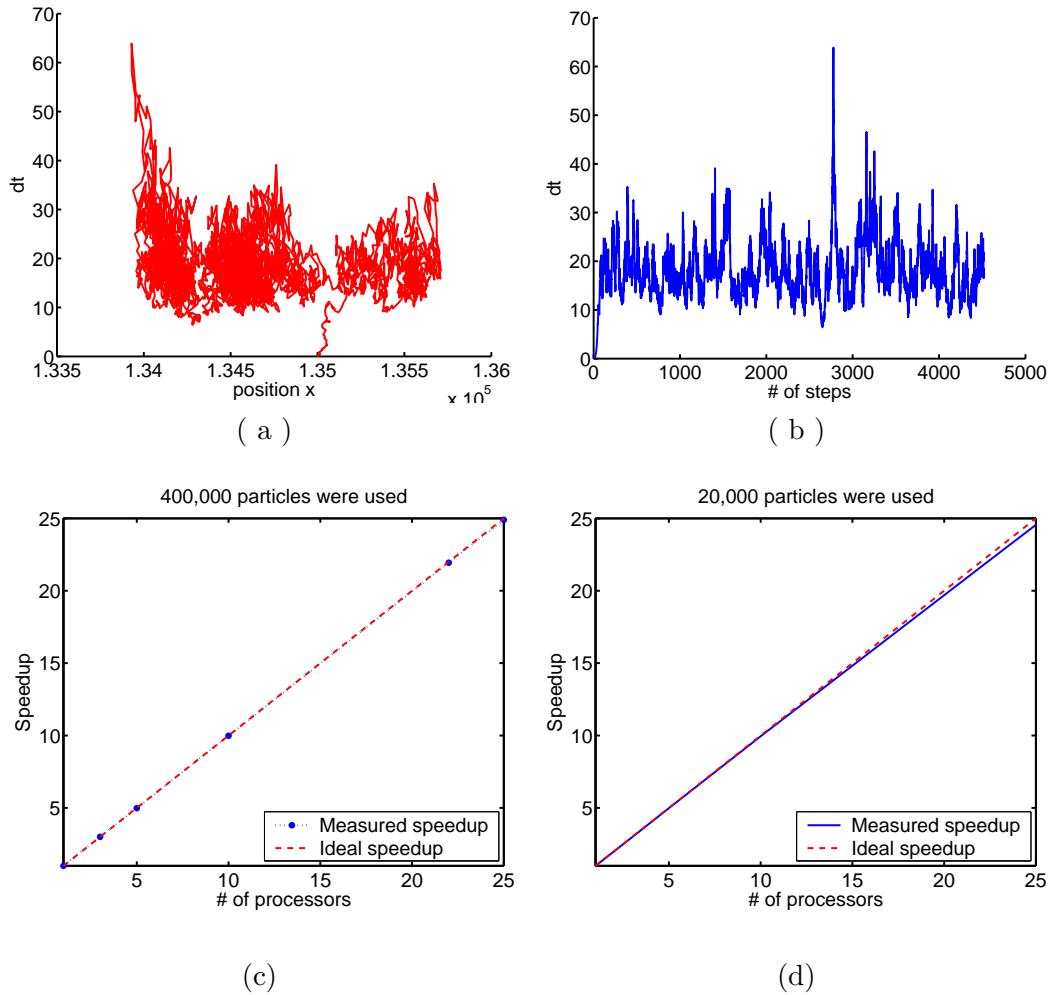 70
60
50
40
30
20
10
0
dt
1.335 1.34 1.345 1.35 1.355 1.36
position x
x 10^5
( a )
70
60
50
40
30
20
10
0
dt
0 1000 2000 3000 4000 5000
# of steps
( b )
400,000 particles were used
25
20
15
10
5
Speedup
Measured speedup
Ideal speedup
5 10 15 20 25
# of processors
(c)
20,000 particles were used
25
20
15
10
5
Speedup
Measured speedup
Ideal speedup
5 10 15 20 25
# of processors
(d)